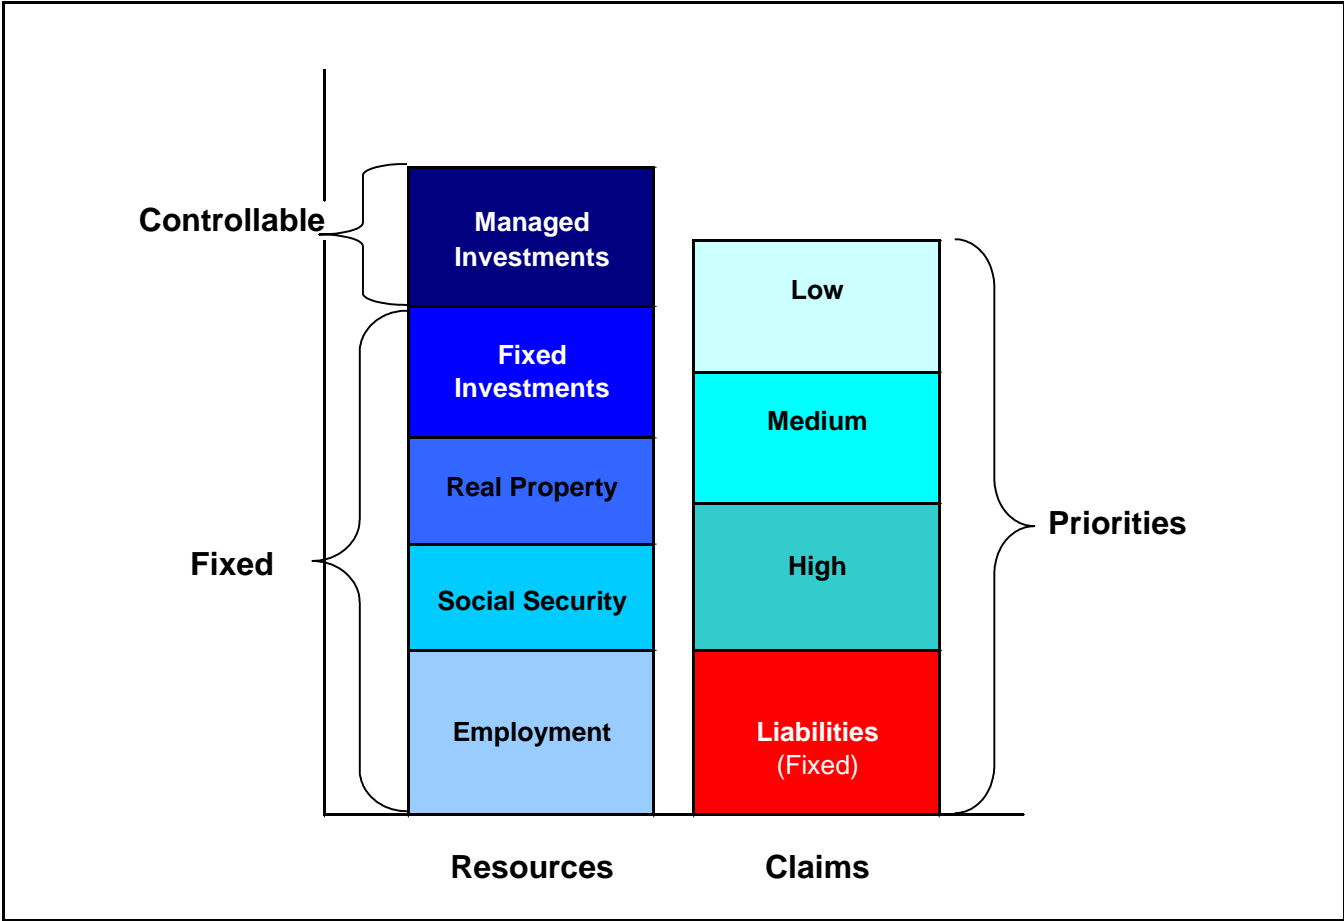 Controllable
Managed
Investments
Fixed
Investments
Real Property
Fixed
Social Security
Employment
Low
Medium
High
Liabilities
(Fixed)
Priorities
Resources
Claims